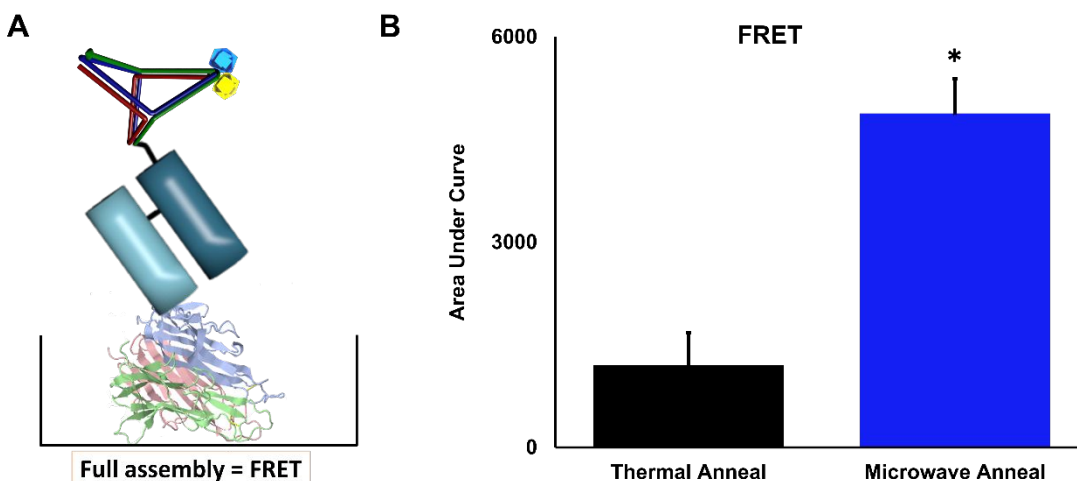 A
Full assembly = FRET
B
FRET
Area Under Curve
6000
3000
0
*
Thermal Anneal
Microwave Anneal